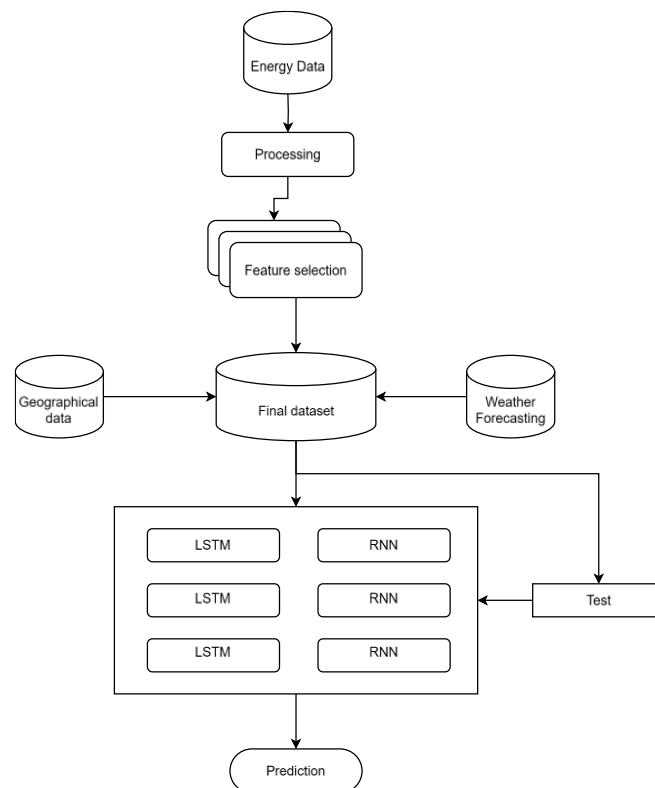 Energy Data
Processing
Feature selection
Geographical
data
Final dataset
Weather
Forecasting
LSTM
RNN
LSTM
RNN
Test
LSTM
RNN
Prediction